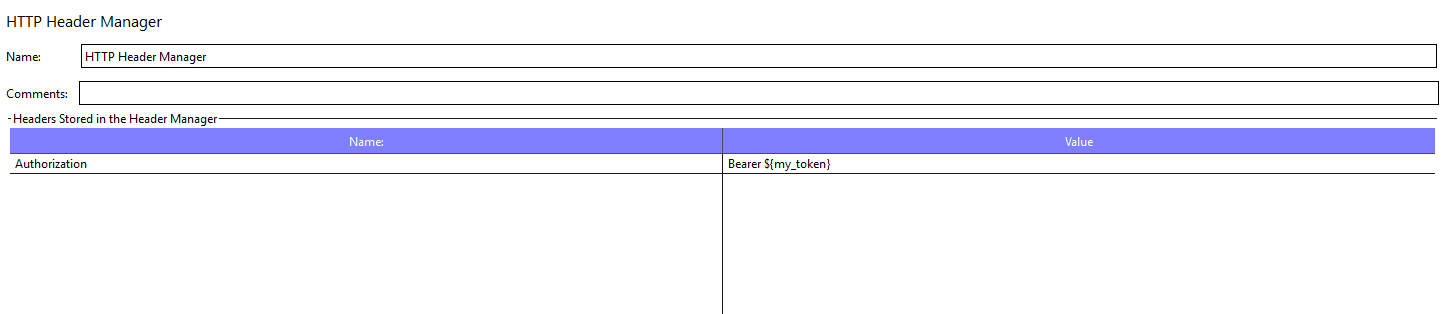 HTTP Header Manager
Name: HTTP Header Manager
Comments:
Headers Stored in the Header Manager
Name: Value
Authorization Bearer ${my_token}